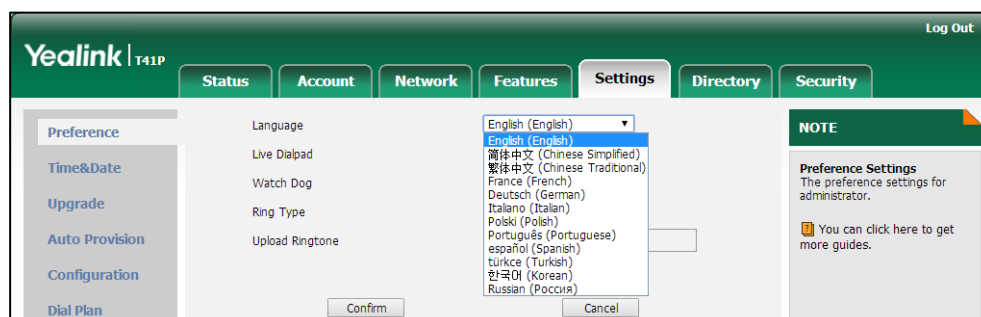 Log Out
Yealink | T41P
Status Account Network Features Settings Directory Security
Preference
Time&Date
Upgrade
Auto Provision
Configuration
Dial Plan
Language English (English)
English (English)
Live Dialpad
简体中文 (Chinese Simplified)
繁体中文 (Chinese Traditional)
Watch Dog
France (French)
Deutsch (German)
Ring Type
Italiano (Italian)
Polski (Polish)
Upload Ringtone
Português (Portuguese)
español (Spanish)
türkce (Turkish)
한국어 (Korean)
Russian (Россия)
Confirm Cancel
NOTE
Preference Settings
The preference settings for
administrator.
You can click here to get
more guides.